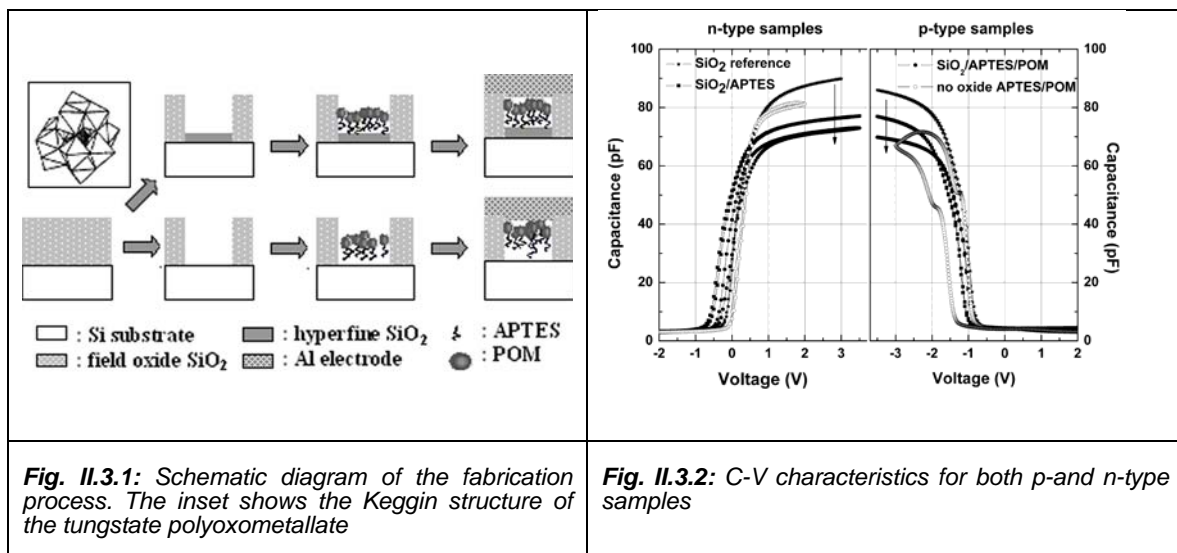 : Si substrate
: hyperfine SiO₂
: APTES
: field oxide SiO₂
: Al electrode
: POM
n-type samples
p-type samples
100
80
60
40
20
0
Capacitance (pF)
SiO₂ reference
SiO₂/APTES
SiO₂/APTES/POM
no oxide APTES/POM
100
80
60
40
20
0
Capacitance (pF)
-2 -1 0 1 2 3
-3 -2 -1 0 1 2
Voltage (V)
Voltage (V)
Fig. II.3.1: Schematic diagram of the fabrication
process. The inset shows the Keggin structure of
the tungstate polyoxometallate
Fig. II.3.2: C-V characteristics for both p-and n-type
samples